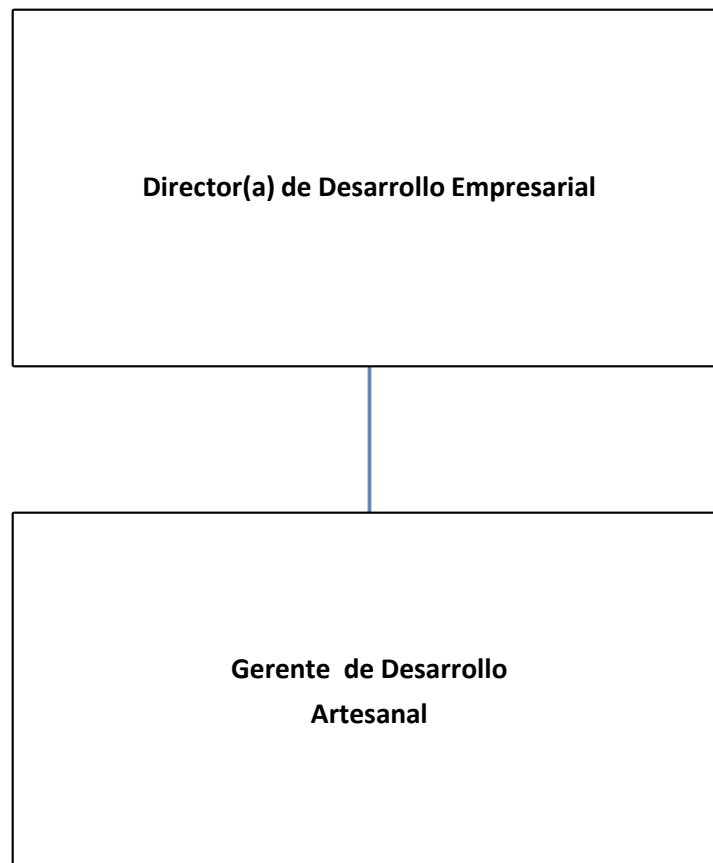 Director(a) de Desarrollo Empresarial
Gerente de Desarrollo
Artesanal